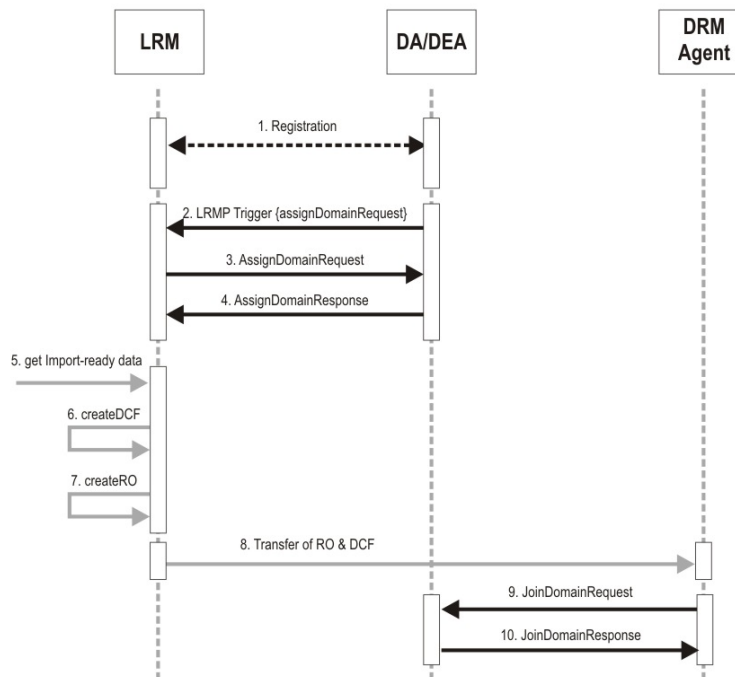 LRM
DA/DEA
DRM
Agent
1. Registration
2. LRMP Trigger {assignDomainRequest}
3. AssignDomainRequest
4. AssignDomainResponse
5. get Import-ready data
6. createDCF
7. createRO
8. Transfer of RO & DCF
9. JoinDomainRequest
10. JoinDomainResponse